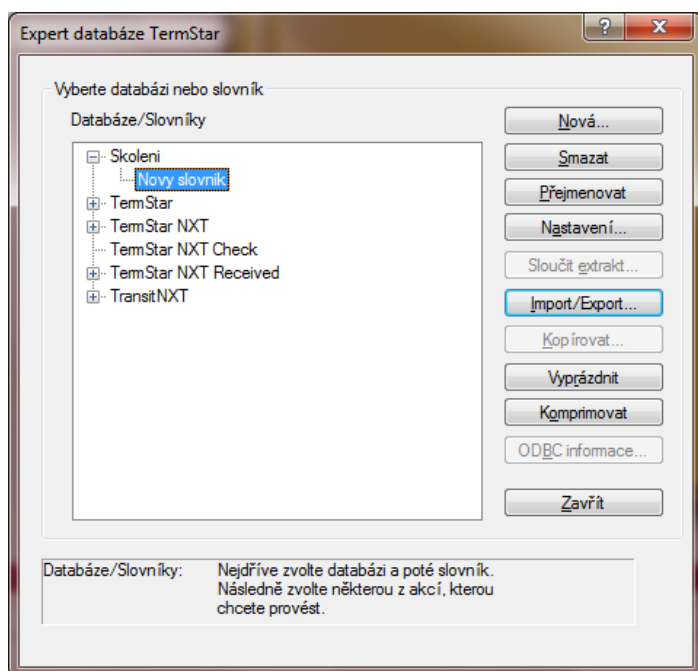 Expert databáze TermStar
Vyberte databázi nebo slovník
Databáze/Slovníky
Skoleni
Novy slovnik
TermStar
TermStar NXT
TermStar NXT Check
TermStar NXT Received
TransitNXT
Nová...
Smazat
Přejmenovat
Nastavení...
Sloučit extrakt...
Import/Export...
Kopírovat...
Vyprázdnit
Komprimovat
ODBC informace...
Zavřít
Databáze/Slovníky: Nejdříve zvolte databázi a poté slovník.
Následně zvolte některou z akcí, kterou
chcete provést.